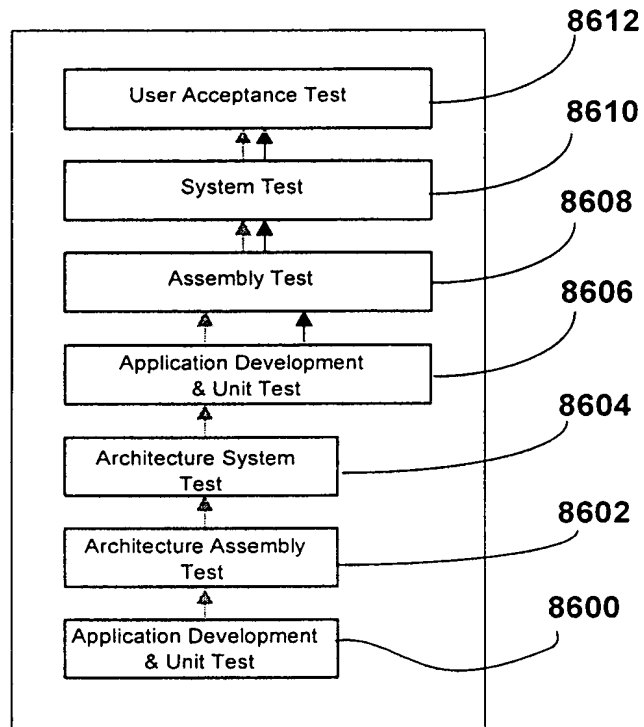 8612
User Acceptance Test
8610
System Test
8608
Assembly Test
8606
Application Development
& Unit Test
8604
Architecture System
Test
8602
Architecture Assembly
Test
8600
Application Development
& Unit Test